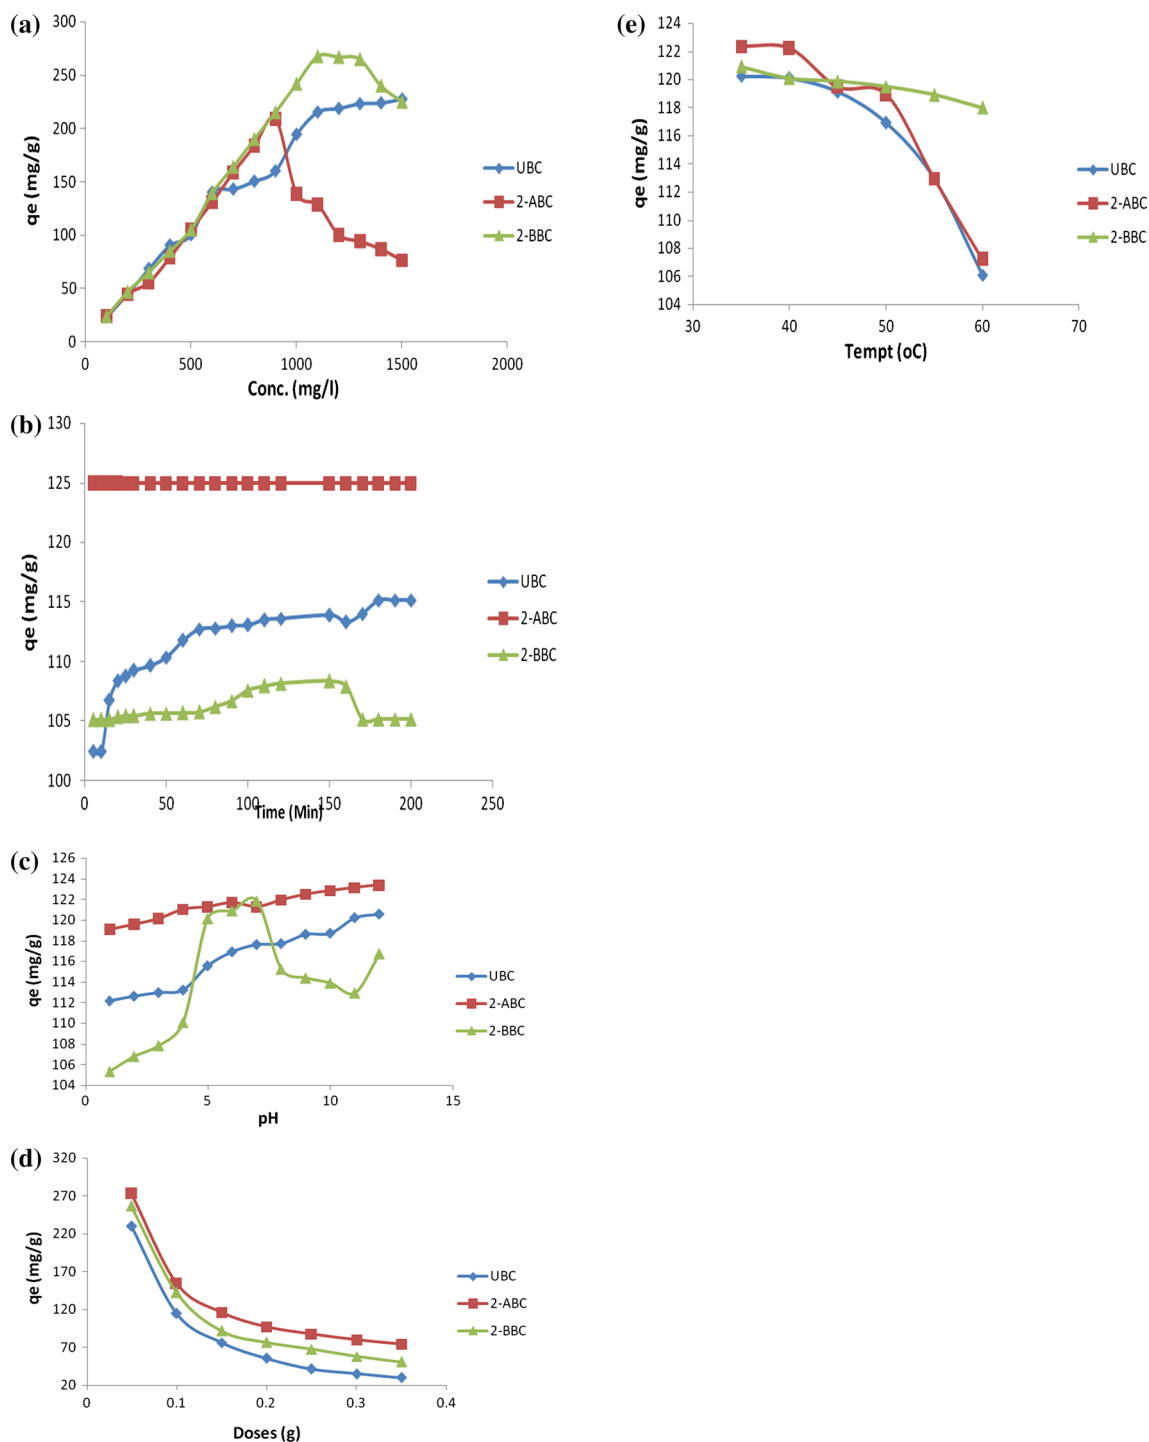 (a)
300
250
200
150
100
50
0
qe (mg/g)
0 500 1000 1500 2000
Conc. (mg/l)
UBC
2-ABC
2-BBC
(b)
130
125
120
115
110
105
100
qe (mg/g)
0 50 100 150 200 250
Time (Min)
UBC
2-ABC
2-BBC
(c)
126
124
122
120
118
116
114
112
110
108
106
104
qe (mg/g)
0 5 10 15
pH
UBC
2-ABC
2-BBC
(d)
320
270
220
170
120
70
20
qe (mg/g)
0 0.1 0.2 0.3 0.4
Doses (g)
UBC
2-ABC
2-BBC
(e)
124
122
120
118
116
114
112
110
108
106
104
qe (mg/g)
30 40 50 60 70
Tempt (oC)
UBC
2-ABC
2-BBC